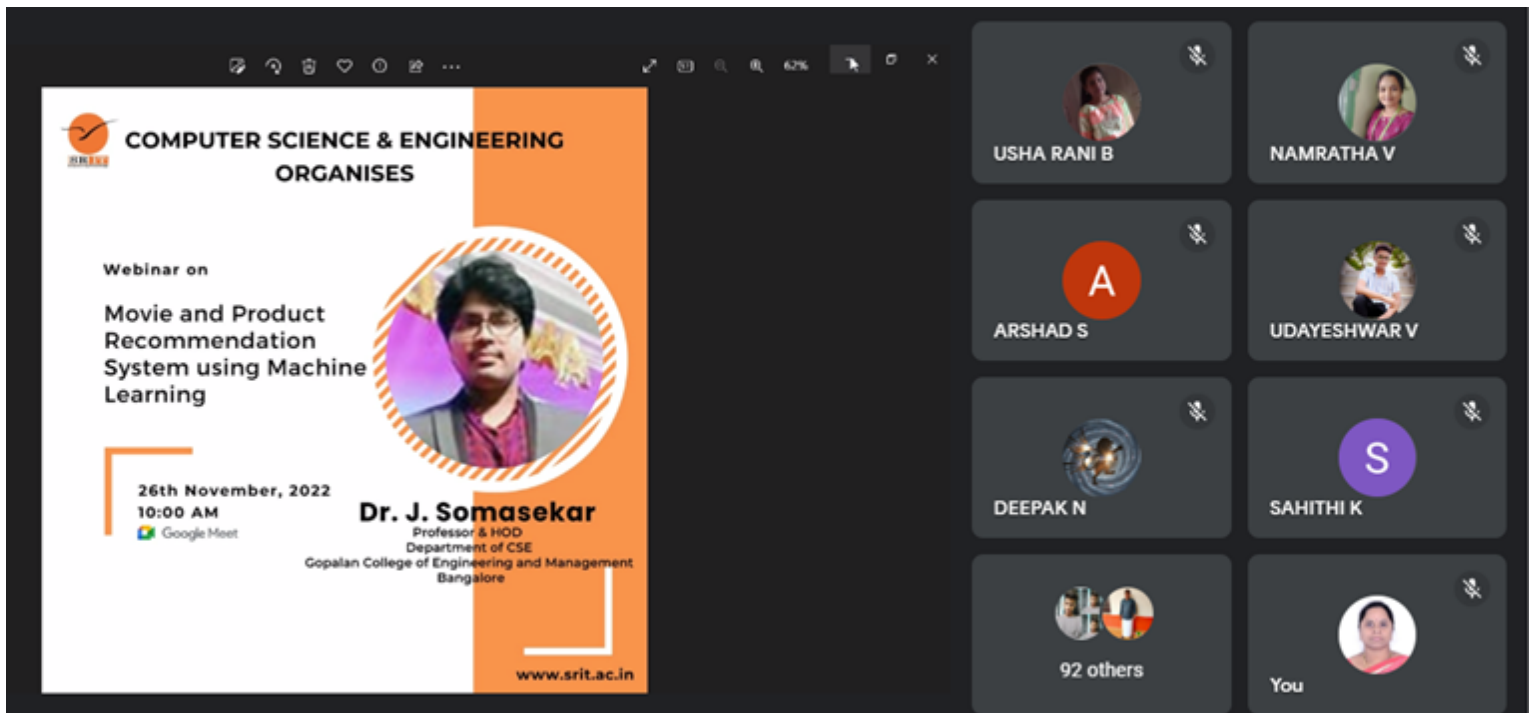 62%
SRIT
COMPUTER SCIENCE & ENGINEERING
ORGANISES
Webinar on
Movie and Product
Recommendation
System using Machine
Learning
26th November, 2022
10:00 AM
Google Meet
Dr. J. Somasekar
Professor & HOD
Department of CSE
Gopalan College of Engineering and Management
Bangalore
www.srit.ac.in
USHA RANI B
NAMRATHA V
A
ARSHAD S
UDAYESHWAR V
DEEPAK N
S
SAHITHI K
92 others
You